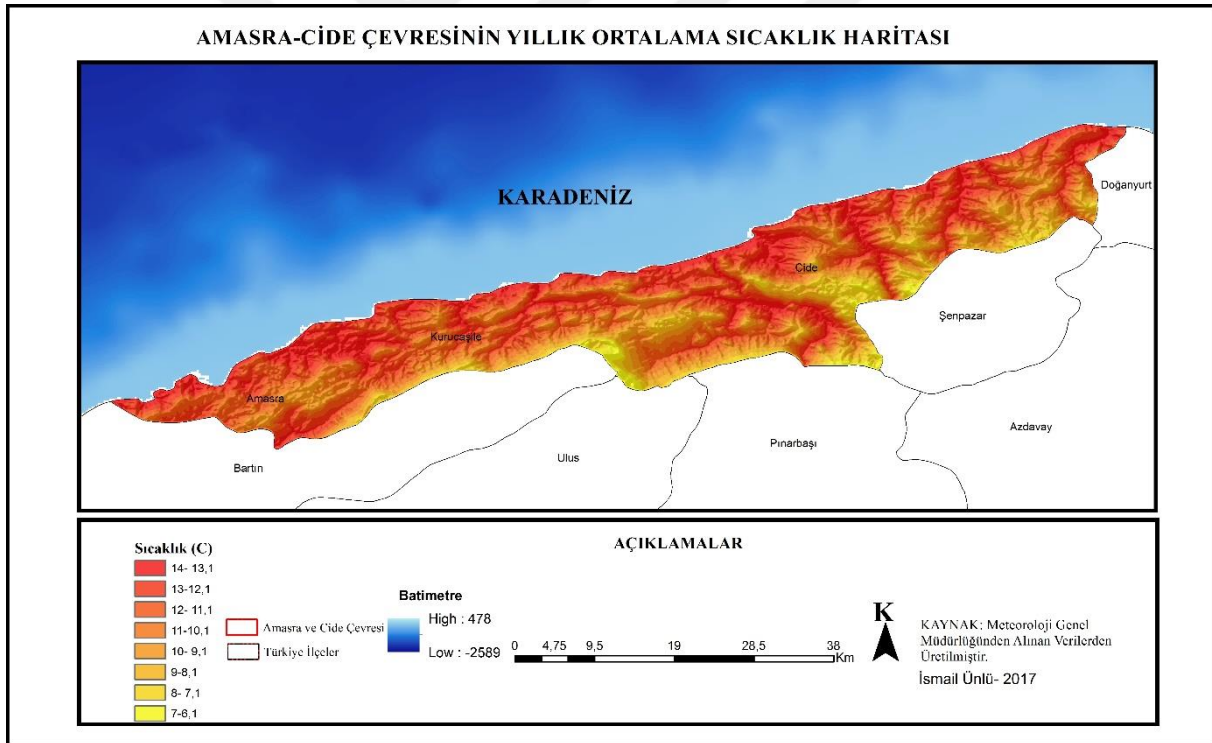 AMASRA-CİDE ÇEVRESİNİN YILLIK ORTALAMA SICAKLIK HARİTASI
KARADENİZ
Doğanyurt
Cide
Şenpazar
Kurucaşile
Amasra
Azdavay
Pınarbaşı
Ulus
Bartın
AÇIKLAMALAR
Sıcaklık (C)
14- 13,1
13-12,1
12- 11,1
11-10,1
10- 9,1
9-8,1
8- 7,1
7-6,1
Amasra ve Cide Çevresi
Türkiye İlçeler
Batimetre
High : 478
Low : -2589
0 4,75 9,5 19 28,5 38
Km
K
KAYNAK: Meteoroloji Genel
Müdürlüğünden Alınan Verilerden
Üretilmiştir.
İsmail Ünlü- 2017